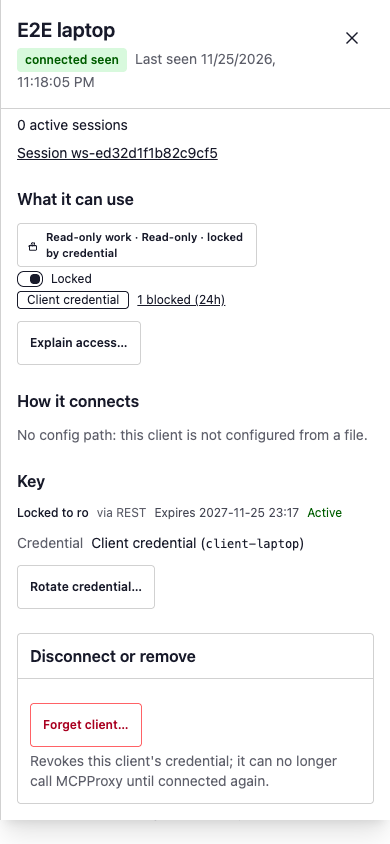 E2E laptop
connected seen Last seen 11/25/2026,
11:18:05 PM
0 active sessions
Session ws-ed32d1f1b82c9cf5
What it can use
Read-only work · Read-only · locked
by credential
Locked
Client credential 1 blocked (24h)
Explain access...
How it connects
No config path: this client is not configured from a file.
Key
Locked to ro via REST Expires 2027-11-25 23:17 Active
Credential Client credential (client-laptop)
Rotate credential...
Disconnect or remove
Forget client...
Revokes this client's credential; it can no longer
call MCPProxy until connected again.